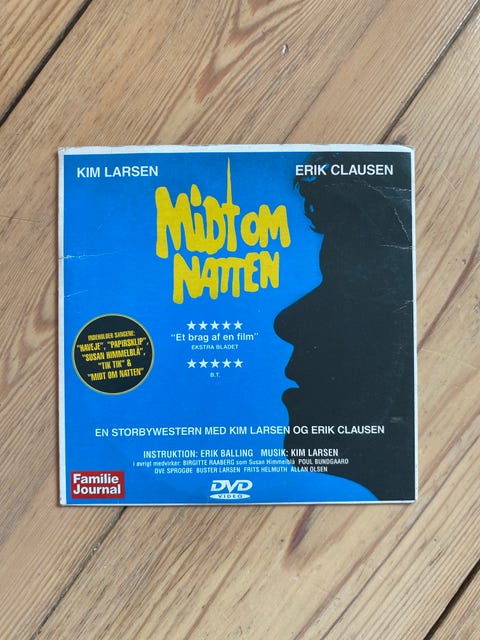 KIM LARSEN
ERIK CLAUSEN
MIDT OM
NATTEN
INDEHOLDER SANGENE:
"HAVEJE", "PAPIRSKLIP",
"SUSAN HIMMELBLÅ",
"TIK TIK" &
"MIDT OM NATTEN"
"Et brag af en film"
EKSTRA BLADET
B.T.
EN STORBYWESTERN MED KIM LARSEN OG ERIK CLAUSEN
INSTRUKTION: ERIK BALLING MUSIK: KIM LARSEN
i øvrigt medvirker: BIRGITTE RAABERG som Susan Himmelblå POUL BUNDGAARD
OVE SPROGØE BUSTER LARSEN FRITS HELMUTH ALLAN OLSEN
Familie
Journal
DVD
VIDEO